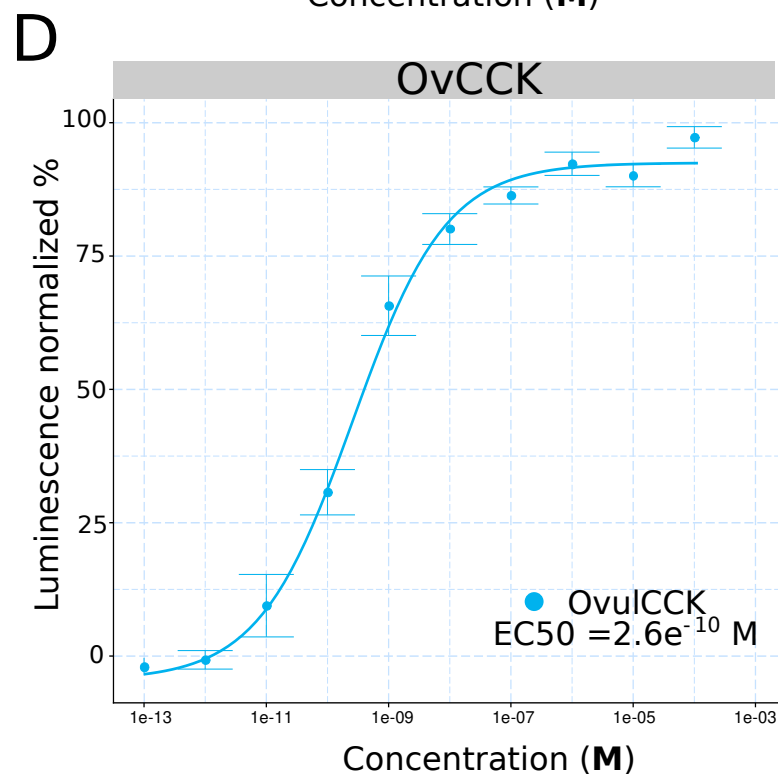 Concentration (M)
D
OvCCK
Luminescence normalized %
100
75
50
25
0
OvulCCK
EC50 =2.6e⁻¹⁰ M
1e-13 1e-11 1e-09 1e-07 1e-05 1e-03
Concentration (M)